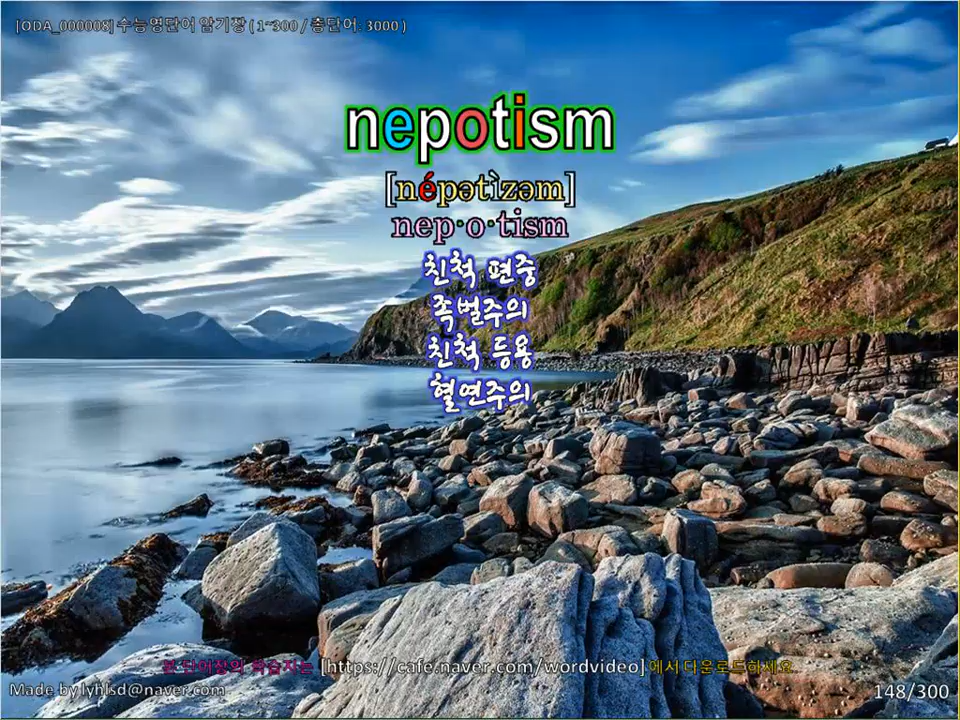 [ODA_000008] 수능영단어 암기장 ( 1~300 / 총단어: 3000 )
nepotism
[népətìzəm]
nep·o·tism
친척 편중
족벌주의
친척 등용
혈연주의
본 단어장의 학습자는 [https://cafe.naver.com/wordvideo]에서 다운로드하세요.
Made by lyhlsd@naver.com
148/300